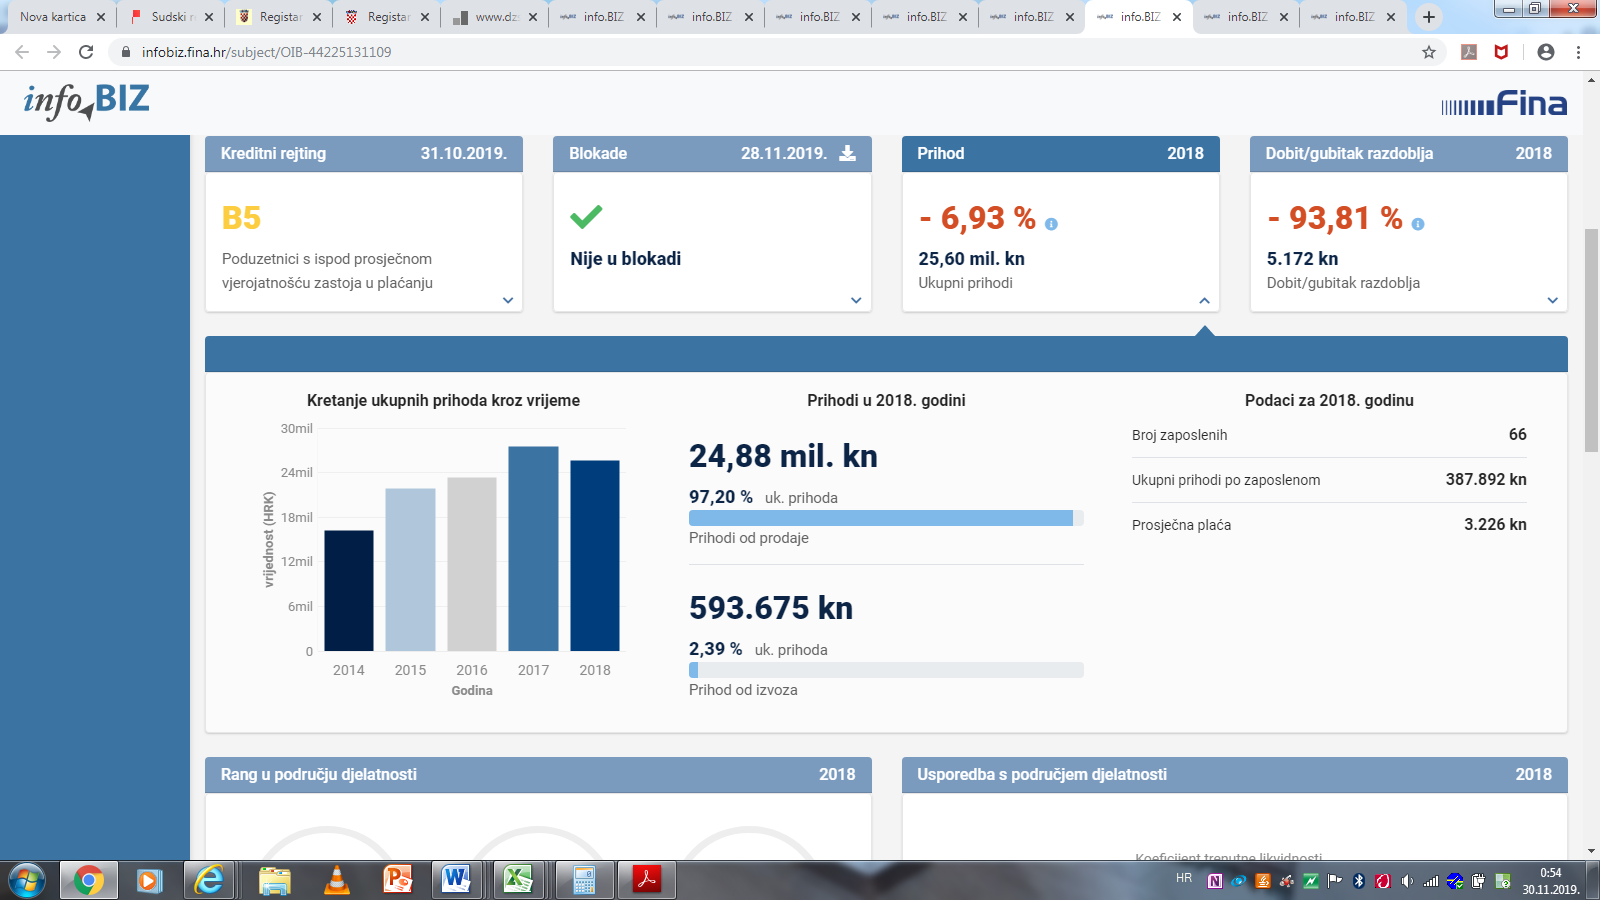 Nova kartica
Sudski r
Registar
Registar
www.dz
info.BIZ
info.BIZ
info.BIZ
info.BIZ
info.BIZ
info.BIZ
info.BIZ
info.BIZ
infobiz.fina.hr/subject/OIB-44225131109
info.BIZ
Fina
Kreditni rejting 31.10.2019.
B5
Poduzetnici s ispod prosječnom
vjerojatnošću zastoja u plaćanju
Blokade 28.11.2019.
Nije u blokadi
Prihod 2018
- 6,93 %
25,60 mil. kn
Ukupni prihodi
Dobit/gubitak razdoblja 2018
- 93,81 %
5.172 kn
Dobit/gubitak razdoblja
Kretanje ukupnih prihoda kroz vrijeme
vrijednost (HRK)
30mil
24mil
18mil
12mil
6mil
0
2014 2015 2016 2017 2018
Godina
Prihodi u 2018. godini
24,88 mil. kn
97,20 % uk. prihoda
Prihodi od prodaje
593.675 kn
2,39 % uk. prihoda
Prihod od izvoza
Podaci za 2018. godinu
Broj zaposlenih 66
Ukupni prihodi po zaposlenom 387.892 kn
Prosječna plaća 3.226 kn
Rang u području djelatnosti 2018
Usporedba s područjem djelatnosti 2018
Koeficijent trenutne likvidnosti
HR
0:54
30.11.2019.